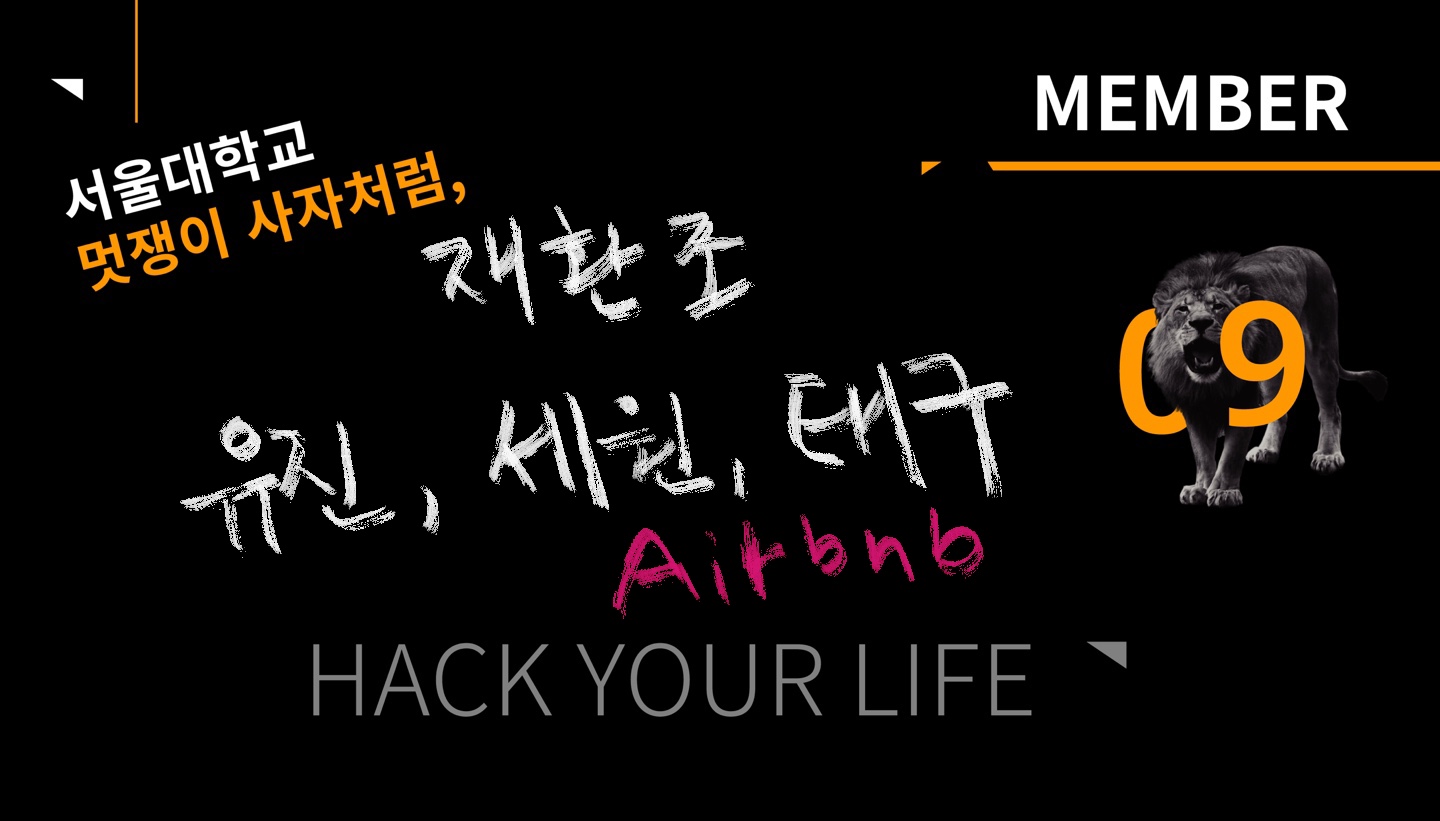 MEMBER
서울대학교
멋쟁이 사자처럼,
재환조
09
유진, 세원, 태구
Airbnb
HACK YOUR LIFE